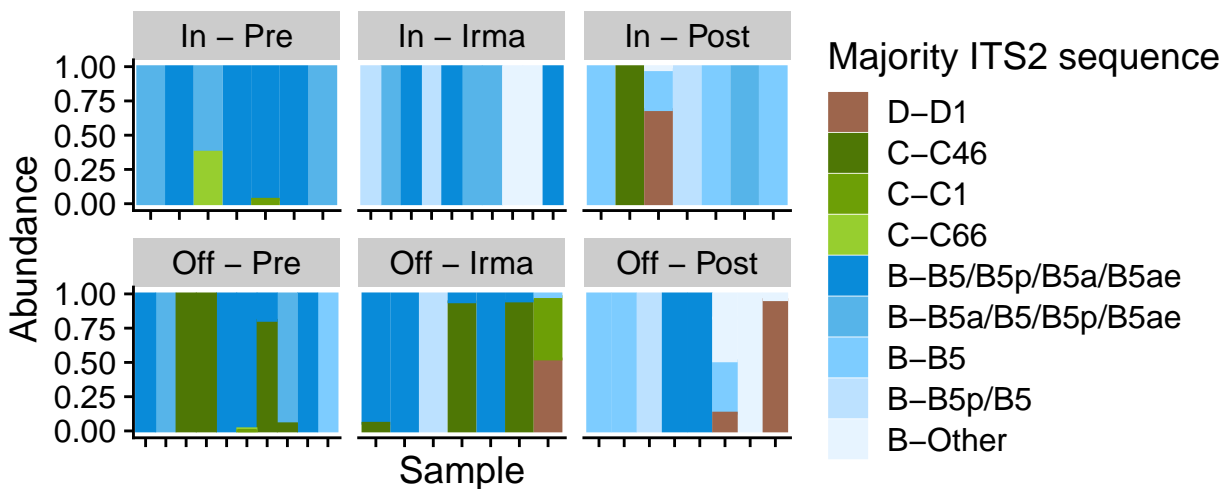 In − Pre
In − Irma
In − Post
1.00
0.75
0.50
0.25
0.00
Off − Pre
Off − Irma
Off − Post
1.00
0.75
0.50
0.25
0.00
Abundance
Sample
Majority ITS2 sequence
D−D1
C−C46
C−C1
C−C66
B−B5/B5p/B5a/B5ae
B−B5a/B5/B5p/B5ae
B−B5
B−B5p/B5
B−Other